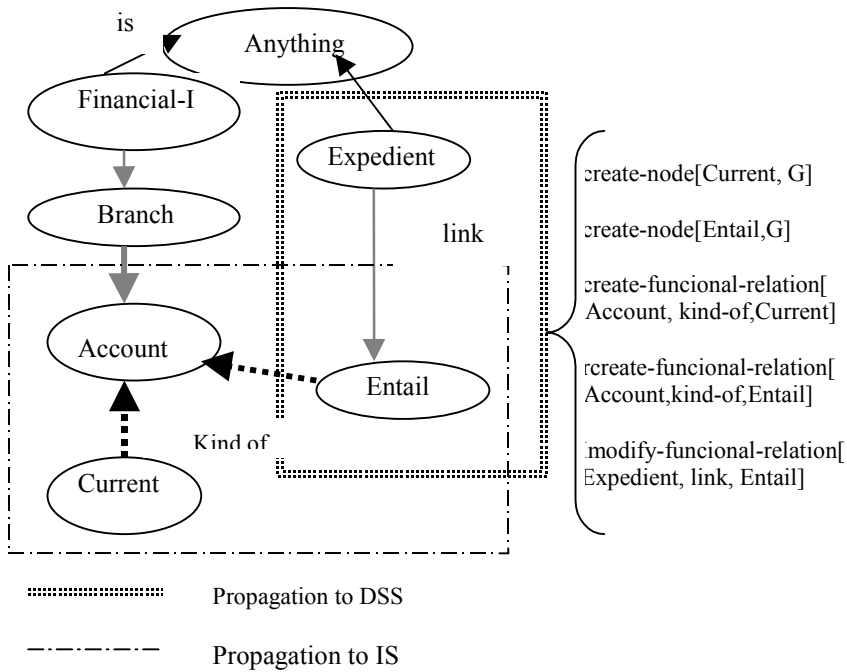 is
Anything
Financial-I
Expedient
Branch
link
Account
Entail
Kind of
Current
create-node[Current, G]
create-node[Entail,G]
create-funcional-relation[
Account, kind-of,Current]
rcreate-funcional-relation[
Account,kind-of,Entail]
modify-funcional-relation[
Expedient, link, Entail]
Propagation to DSS
Propagation to IS